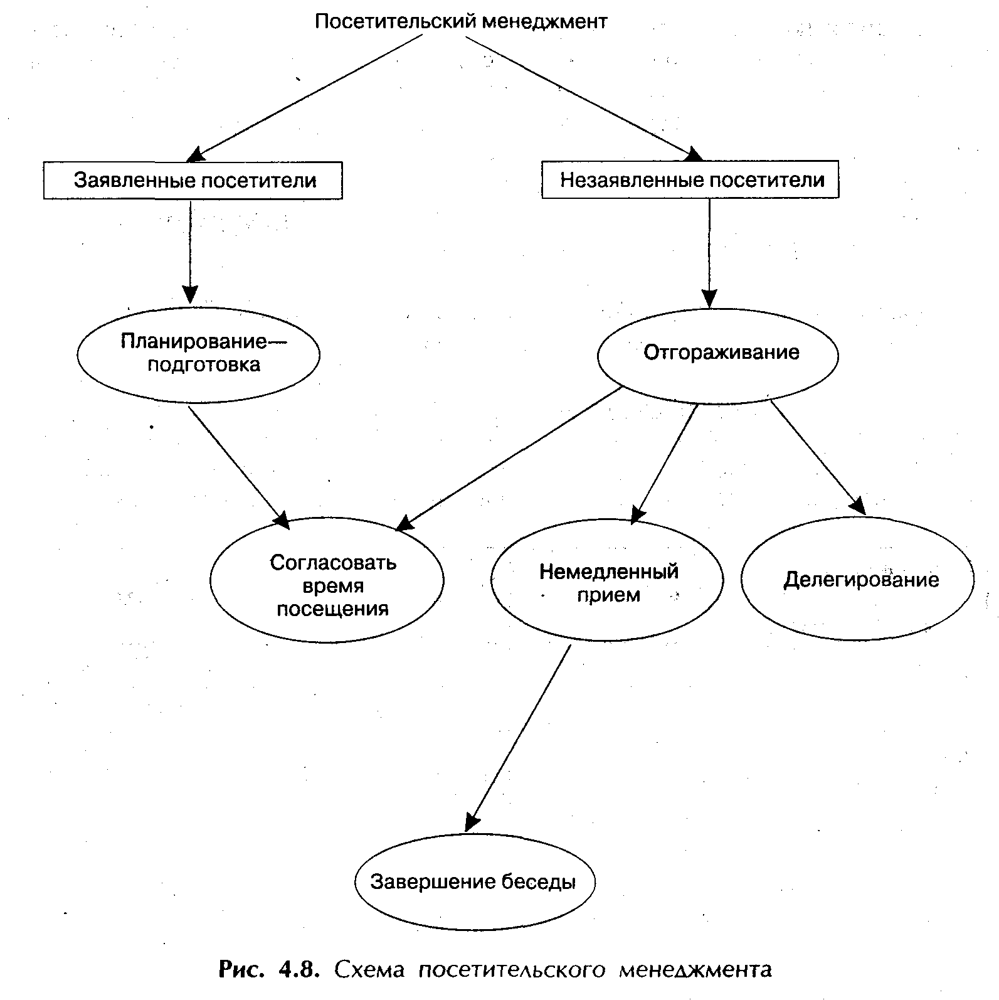 Посетительский менеджмент
Заявленные посетители
Незаявленные посетители
Планирование—
подготовка
Отгораживание
Согласовать
время
посещения
Немедленный
прием
Делегирование
Завершение беседы
Рис. 4.8. Схема посетительского менеджмента